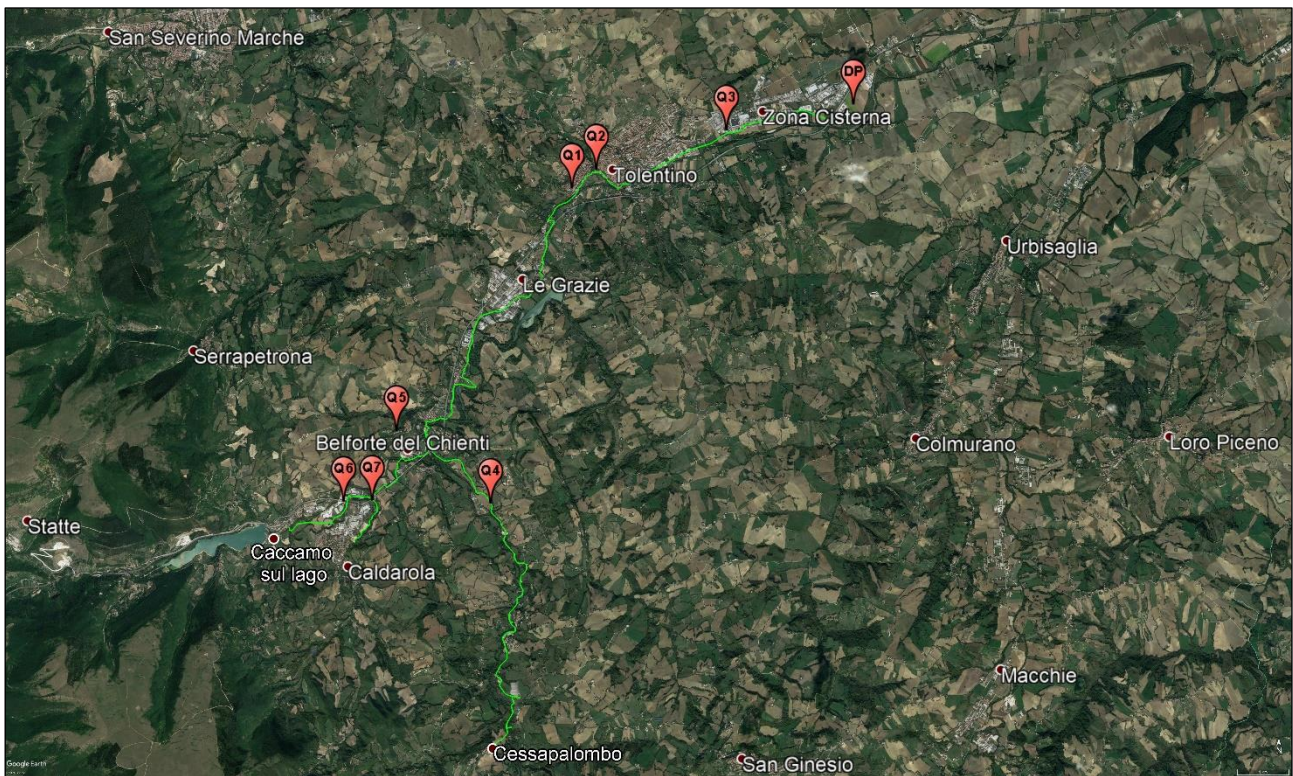 San Severino Marche
DP
Q3
Zona Cisterna
Q2
Q1
Tolentino
Urbisaglia
Le Grazie
Serrapetrona
Q5
Belforte del Chienti
Colmurano
Loro Piceno
Q6
Q7
Q4
Statte
Caccamo
sul lago
Caldarola
Macchie
Cessapalombo
San Ginesio
Google Earth